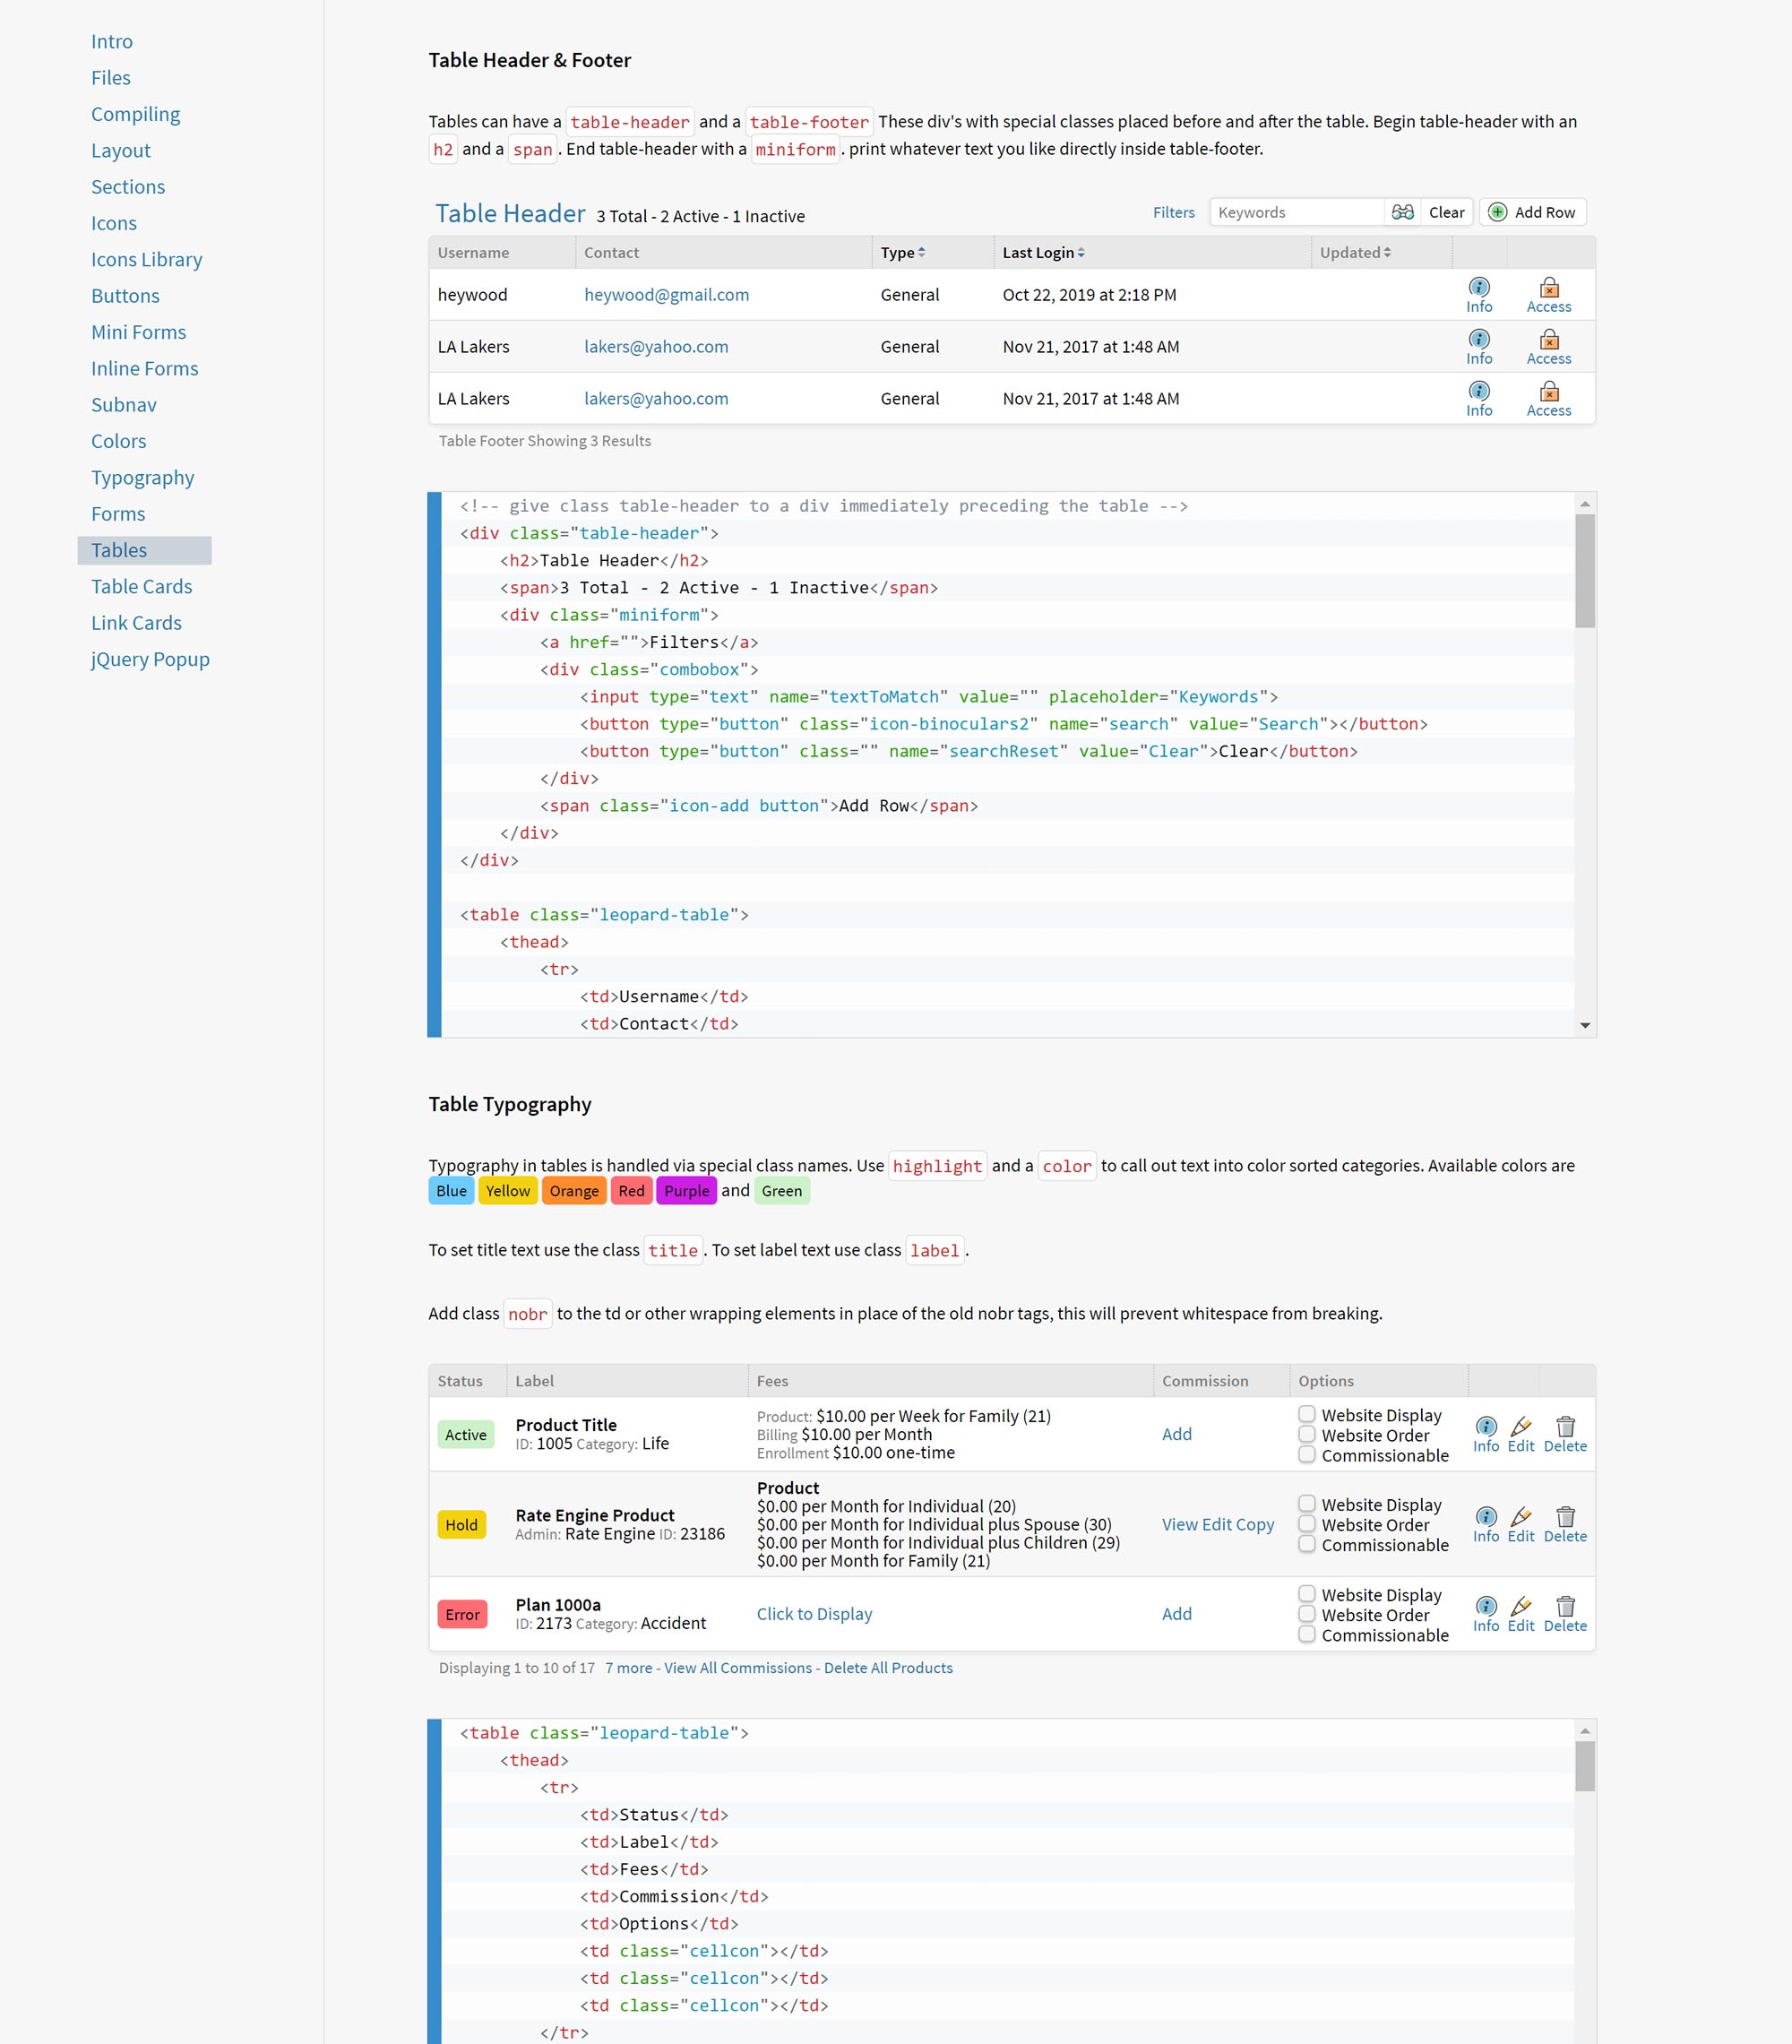 Intro
Files
Compiling
Layout
Sections
Icons
Icons Library
Buttons
Mini Forms
Inline Forms
Subnav
Colors
Typography
Forms
Tables
Table Cards
Link Cards
jQuery Popup
Table Header & Footer
Tables can have a table-header and a table-footer These div's with special classes placed before and after the table. Begin table-header with an
h2 and a span. End table-header with a miniform. print whatever text you like directly inside table-footer.
Table Header 3 Total - 2 Active - 1 Inactive Filters Keywords Clear Add Row
Username Contact Type Last Login Updated
heywood heywood@gmail.com General Oct 22, 2019 at 2:18 PM Info Access
LA Lakers lakers@yahoo.com General Nov 21, 2017 at 1:48 AM Info Access
LA Lakers lakers@yahoo.com General Nov 21, 2017 at 1:48 AM Info Access
Table Footer Showing 3 Results
<!-- give class table-header to a div immediately preceding the table -->
<div class="table-header">
    <h2>Table Header</h2>
    <span>3 Total - 2 Active - 1 Inactive</span>
    <div class="miniform">
        <a href="">Filters</a>
        <div class="combobox">
            <input type="text" name="textToMatch" value="" placeholder="Keywords">
            <button type="button" class="icon-binoculars2" name="search" value="Search"></button>
            <button type="button" class="" name="searchReset" value="Clear">Clear</button>
        </div>
        <span class="icon-add button">Add Row</span>
    </div>
</div>
<table class="leopard-table">
    <thead>
        <tr>
            <td>Username</td>
            <td>Contact</td>
Table Typography
Typography in tables is handled via special class names. Use highlight and a color to call out text into color sorted categories. Available colors are
Blue Yellow Orange Red Purple and Green
To set title text use the class title. To set label text use class label.
Add class nobr to the td or other wrapping elements in place of the old nobr tags, this will prevent whitespace from breaking.
Status Label Fees Commission Options
Active
Product Title
ID: 1005 Category: Life
Product: $10.00 per Week for Family (21)
Billing $10.00 per Month
Enrollment $10.00 one-time
Add
Website Display
Website Order
Commissionable
Info Edit Delete
Hold
Rate Engine Product
Admin: Rate Engine ID: 23186
Product
$0.00 per Month for Individual (20)
$0.00 per Month for Individual plus Spouse (30)
$0.00 per Month for Individual plus Children (29)
$0.00 per Month for Family (21)
View Edit Copy
Website Display
Website Order
Commissionable
Info Edit Delete
Error
Plan 1000a
ID: 2173 Category: Accident
Click to Display
Add
Website Display
Website Order
Commissionable
Info Edit Delete
Displaying 1 to 10 of 17 7 more - View All Commissions - Delete All Products
<table class="leopard-table">
    <thead>
        <tr>
            <td>Status</td>
            <td>Label</td>
            <td>Fees</td>
            <td>Commission</td>
            <td>Options</td>
            <td class="cellcon"></td>
            <td class="cellcon"></td>
            <td class="cellcon"></td>
        </tr>